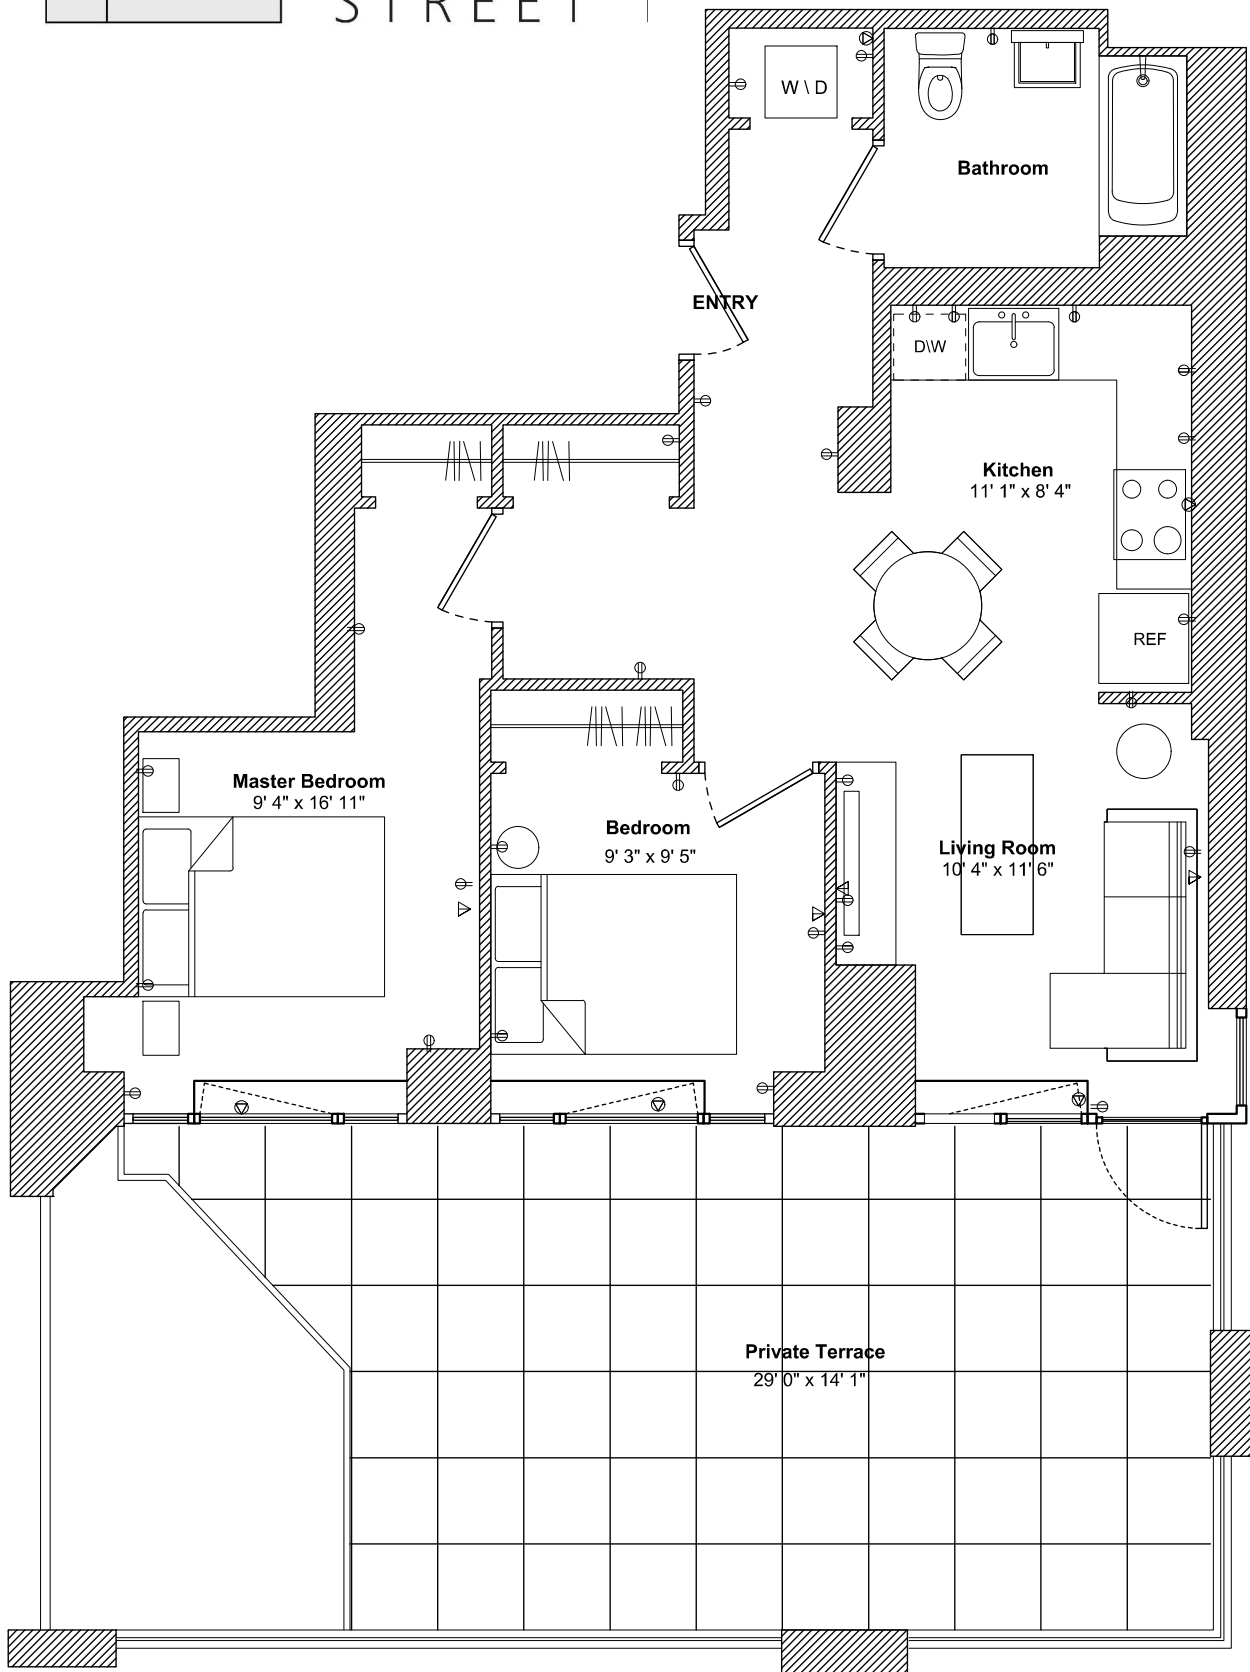 STREET
W \ D
Bathroom
ENTRY
D\W
Kitchen
11' 1" x 8' 4"
REF
Master Bedroom
9' 4" x 16' 11"
Bedroom
9' 3" x 9' 5"
Living Room
10' 4" x 11' 6"
Private Terrace
29' 0" x 14' 1"